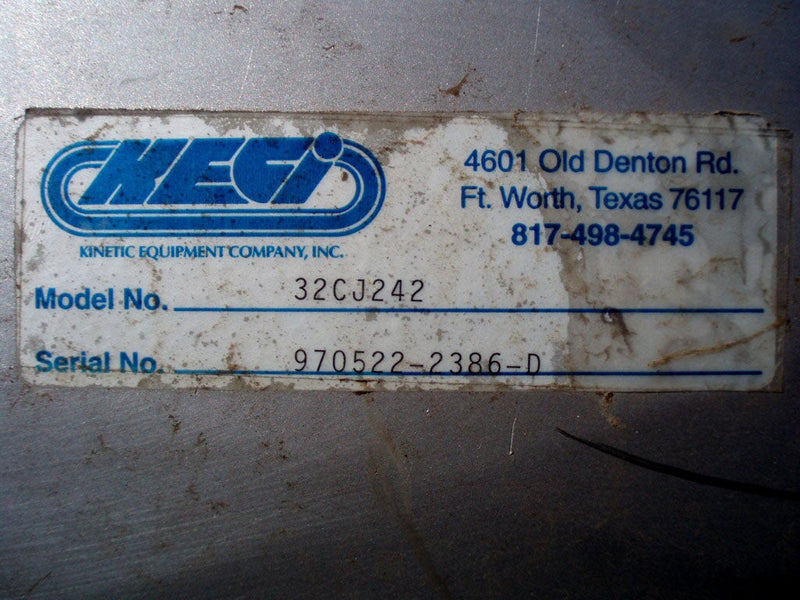 KECi
KINETIC EQUIPMENT COMPANY, INC.
4601 Old Denton Rd.
Ft. Worth, Texas 76117
817-498-4745
Model No. 32CJ242
Serial No. 970522-2386-D